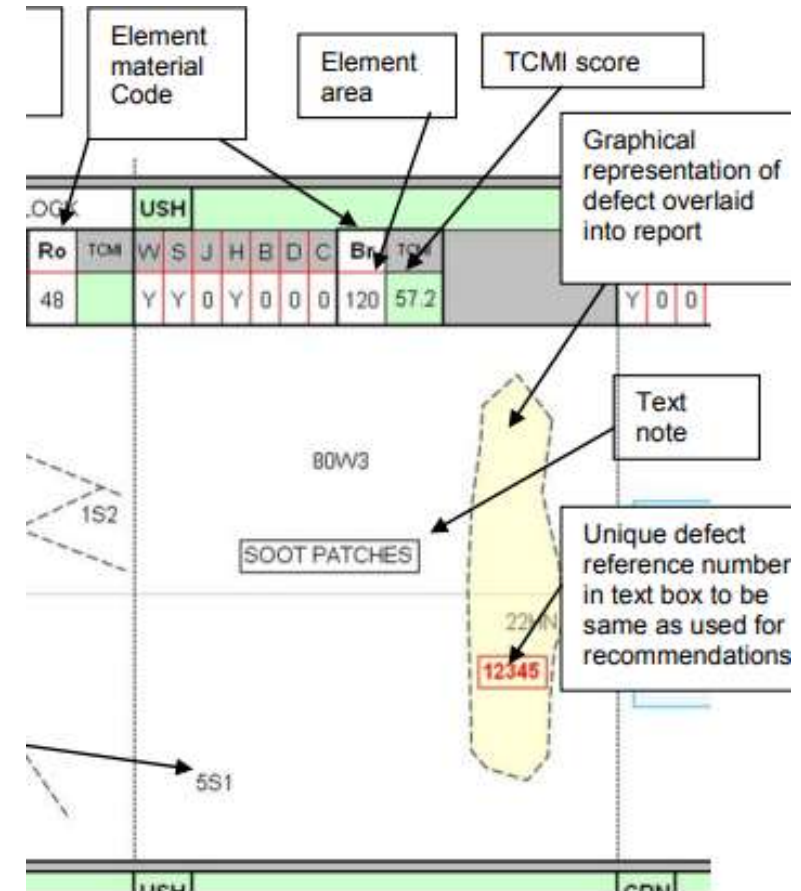 Element
material
Code
Element
area
TCMI score
Graphical
representation of
defect overlaid
into report
USH
Ro TCMI W S J H B D C Br
48 Y Y 0 Y 0 0 0 120 57.2 Y 0 0
80W3
Text
note
1S2
SOOT PATCHES
Unique defect
reference number
in text box to be
same as used for
recommendations
12345
5S1
USH